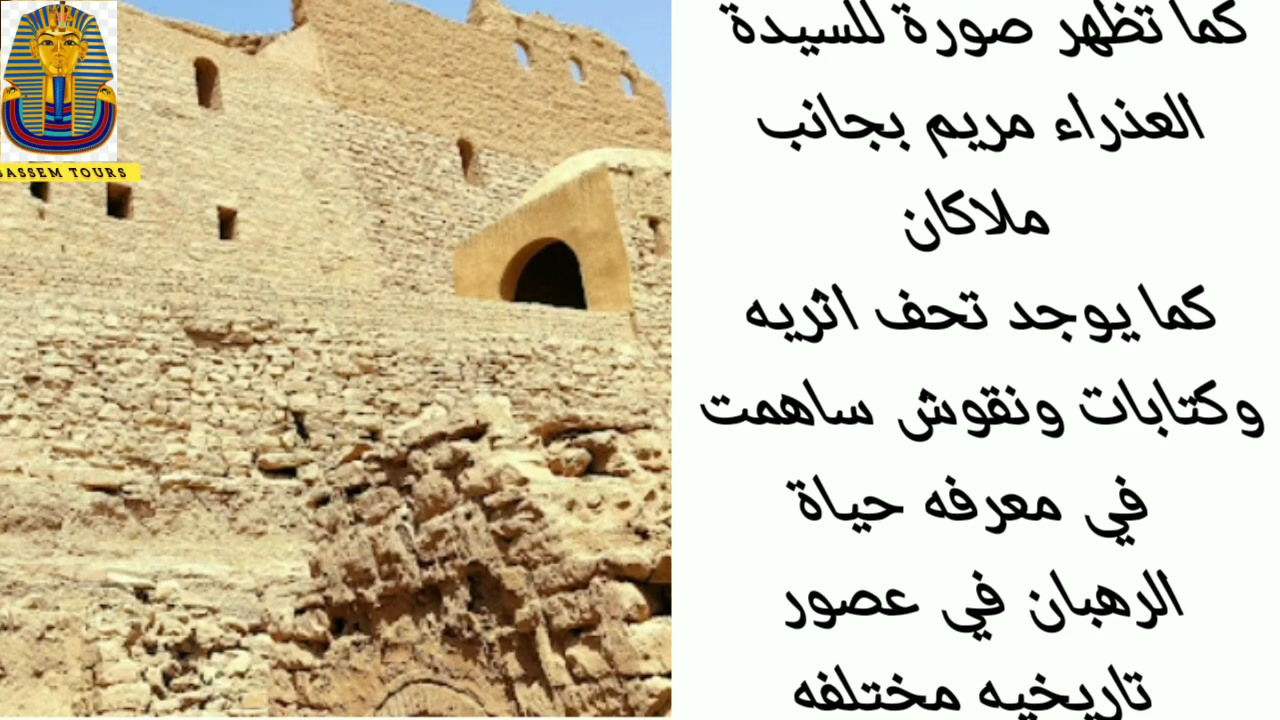 BASSEM TOURS
كما تظهر صورة للسيدة
العذراء مريم بجانب
ملاكان
كما يوجد تحف اثريه
وكتابات ونقوش ساهمت
في معرفه حياة
الرهبان في عصور
تاريخيه مختلفه